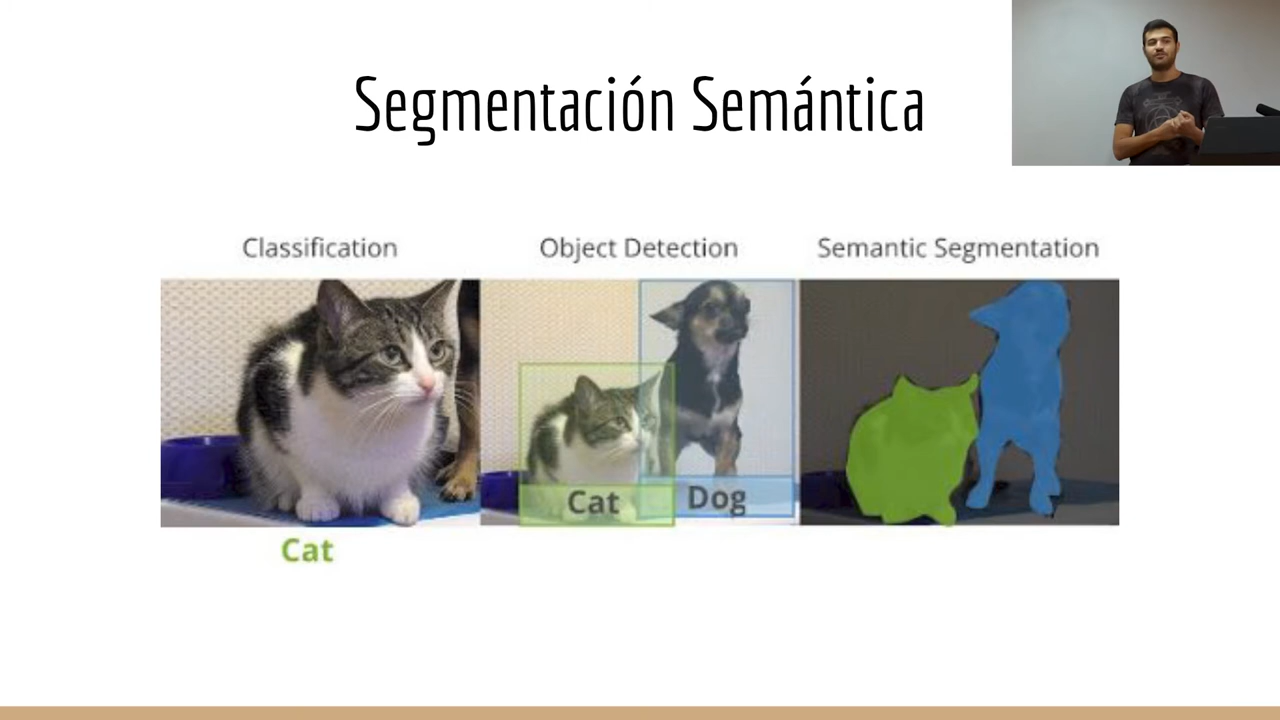 Segmentación Semántica
Classification
Object Detection
Semantic Segmentation
Cat
Dog
Cat